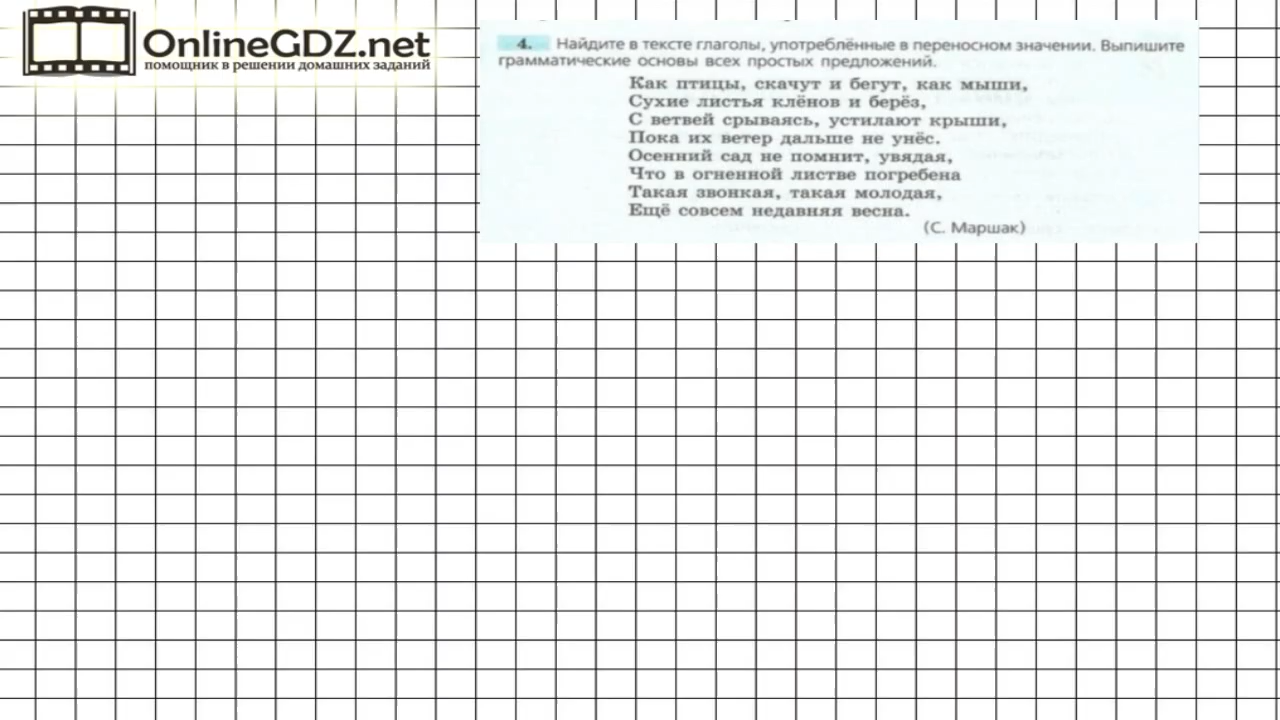 OnlineGDZ.net
помощник в решении домашних заданий
4. Найдите в тексте глаголы, употреблённые в переносном значении. Выпишите
грамматические основы всех простых предложений.
Как птицы, скачут и бегут, как мыши,
Сухие листья клёнов и берёз,
С ветвей срываясь, устилают крыши,
Пока их ветер дальше не унёс.
Осенний сад не помнит, увядая,
Что в огненной листве погребена
Такая звонкая, такая молодая,
Ещё совсем недавняя весна.
(С. Маршак)